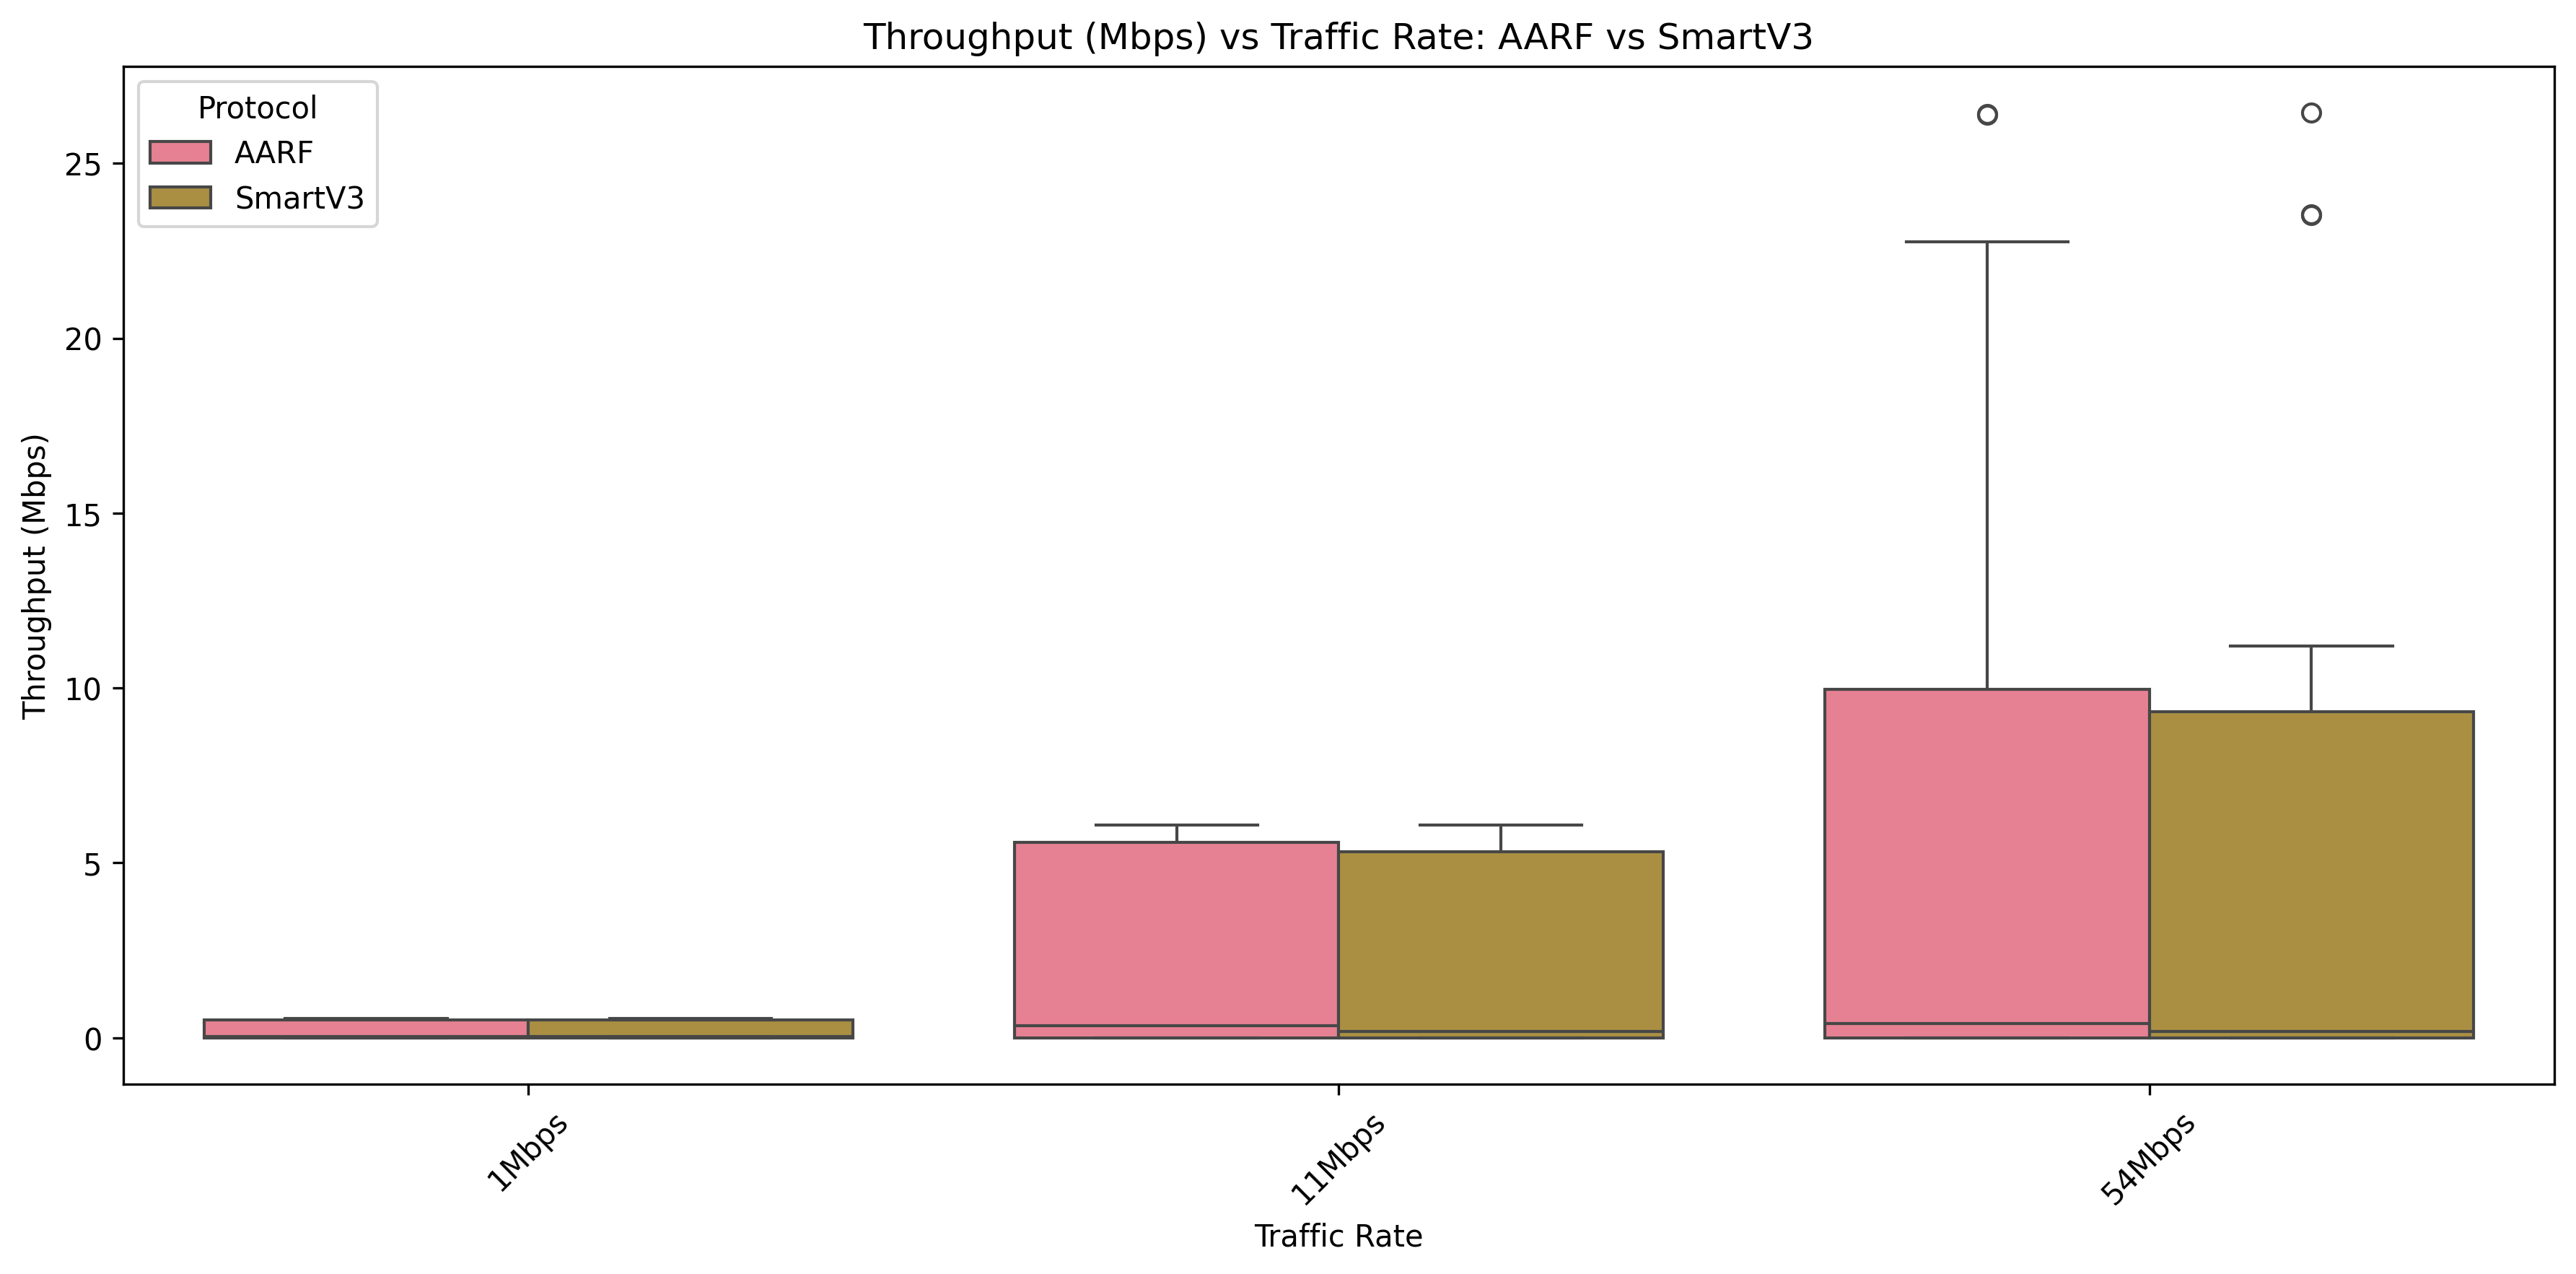 Throughput (Mbps) vs Traffic Rate: AARF vs SmartV3
Protocol
AARF
SmartV3
Throughput (Mbps)
25
20
15
10
5
0
1Mbps
11Mbps
54Mbps
Traffic Rate